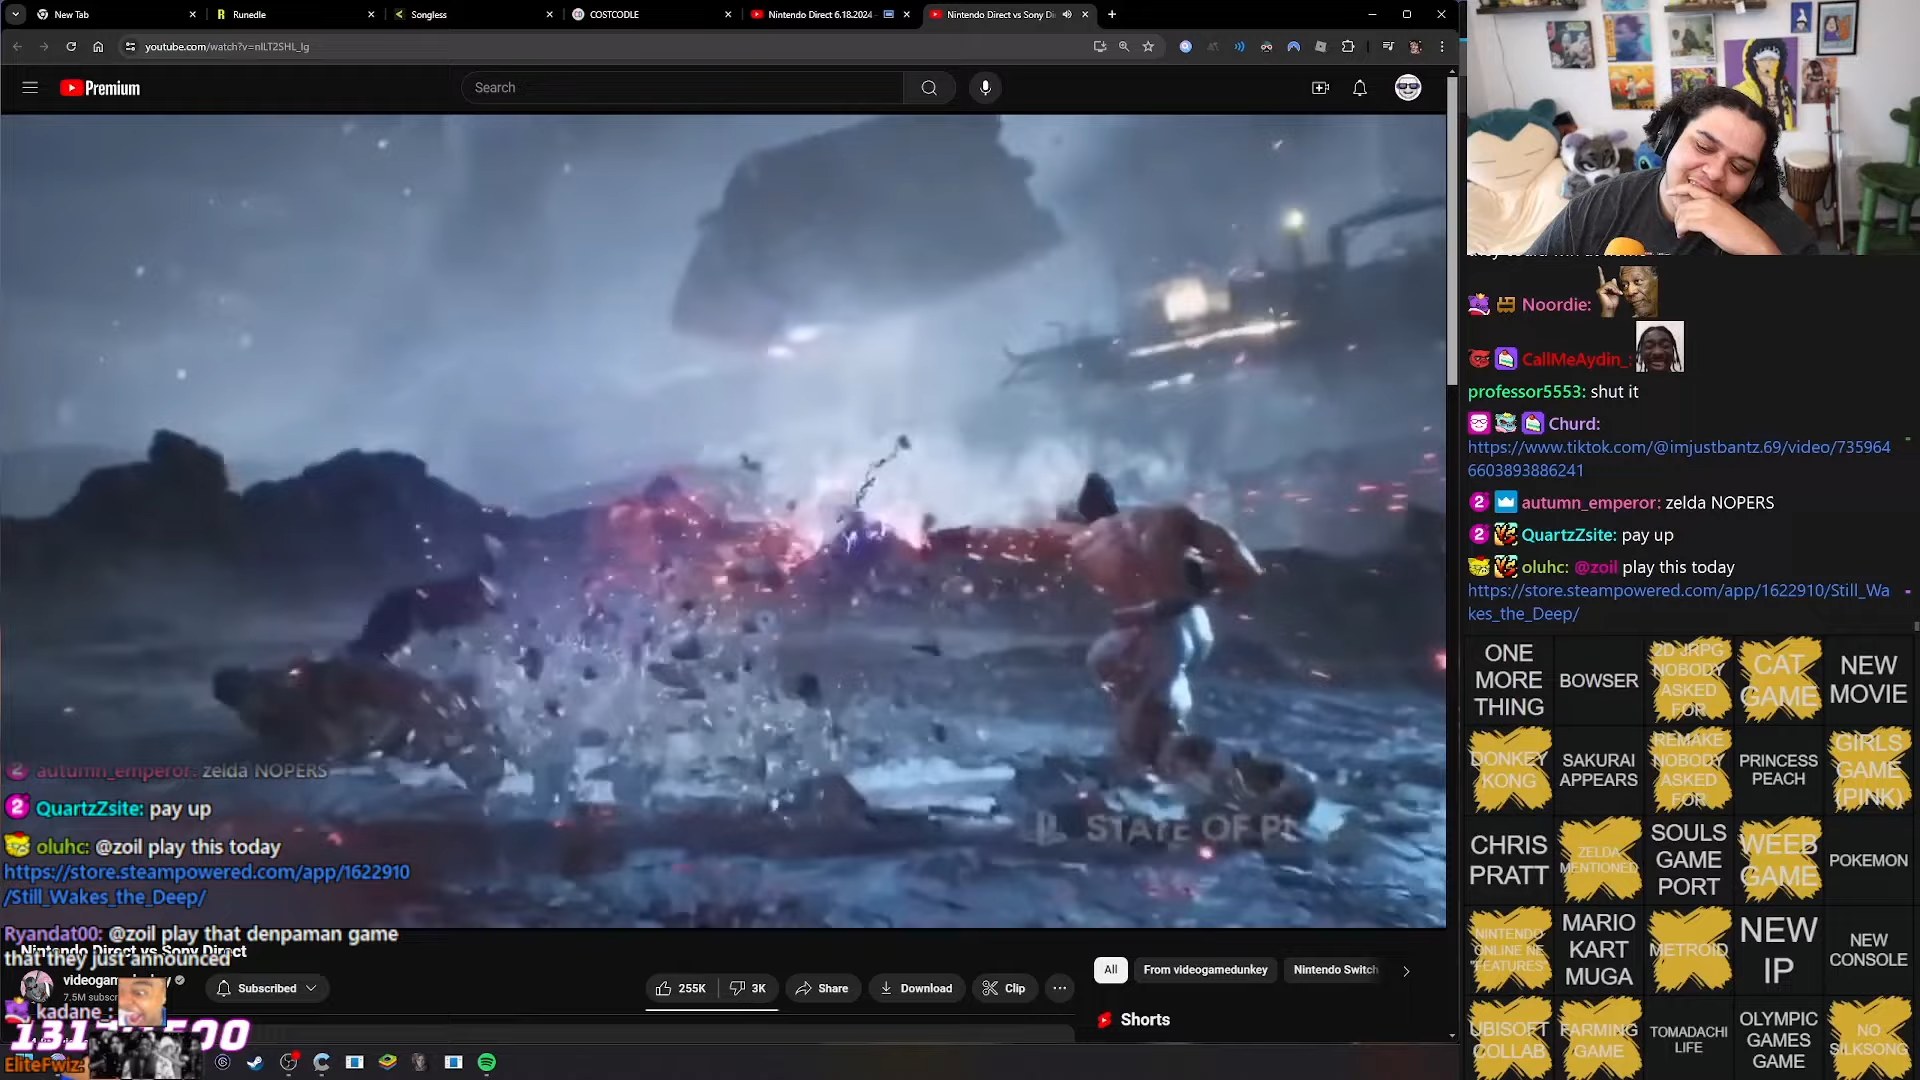 New Tab
Runedle
Songless
COSTCODLE
Nintendo Direct 6.18.2024 -
Nintendo Direct vs Sony Di
youtube.com/watch?v=nlLT2SHL_lg
Premium
Search
STATE OF PL
autumn_emperor: zelda NOPERS
QuartzZsite: pay up
oluhc: @zoil play this today
https://store.steampowered.com/app/1622910
/Still_Wakes_the_Deep/
Ryandat00: @zoil play that denpaman game
that they just announced
kadane_:
EliteFwiz:
Nintendo Direct vs Sony Direct
7.5M subscr
Subscribed
255K
3K
Share
Download
Clip
All
From videogamedunkey
Nintendo Switch
Shorts
Noordie:
CallMeAydin_:
professor5553: shut it
Churd:
https://www.tiktok.com/@imjustbantz.69/video/735964
6603893886241
autumn_emperor: zelda NOPERS
QuartzZsite: pay up
oluhc: @zoil play this today
https://store.steampowered.com/app/1622910/Still_Wa
kes_the_Deep/
ONE MORE THING
BOWSER
2D JRPG NOBODY ASKED FOR
CAT GAME
NEW MOVIE
DONKEY KONG
SAKURAI APPEARS
REMAKE NOBODY ASKED FOR
PRINCESS PEACH
GIRLS GAME (PINK)
CHRIS PRATT
ZELDA MENTIONED
SOULS GAME PORT
WEEB GAME
POKEMON
NINTENDO ONLINE NE "FEATURES"
MARIO KART MUGA
METROID
NEW IP
NEW CONSOLE
UBISOFT COLLAB
FARMING GAME
TOMADACHI LIFE
OLYMPIC GAMES GAME
NO SILKSONG